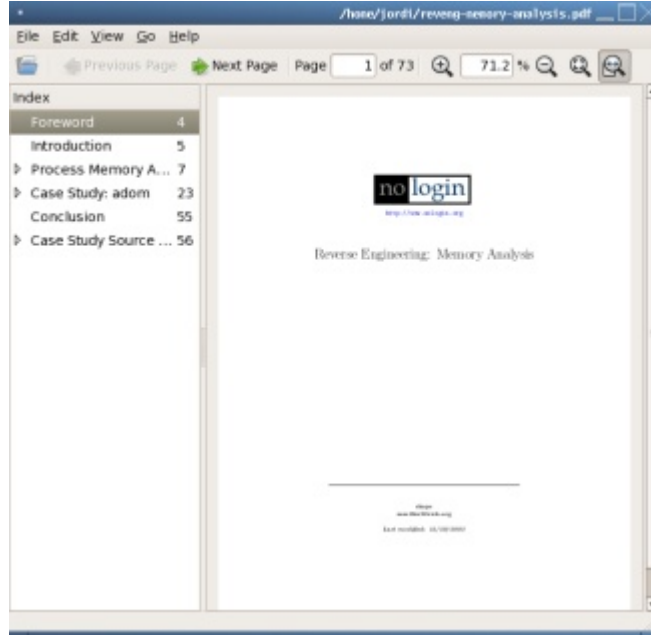 /home/jordi/reveng-memory-analysis.pdf
File Edit View Go Help
Previous Page Next Page Page 1 of 73 71.2 %
Index
Foreword 4
Introduction 5
Process Memory A... 7
Case Study: adom 23
Conclusion 55
Case Study Source ... 56
no login
Reverse Engineering: Memory Analysis